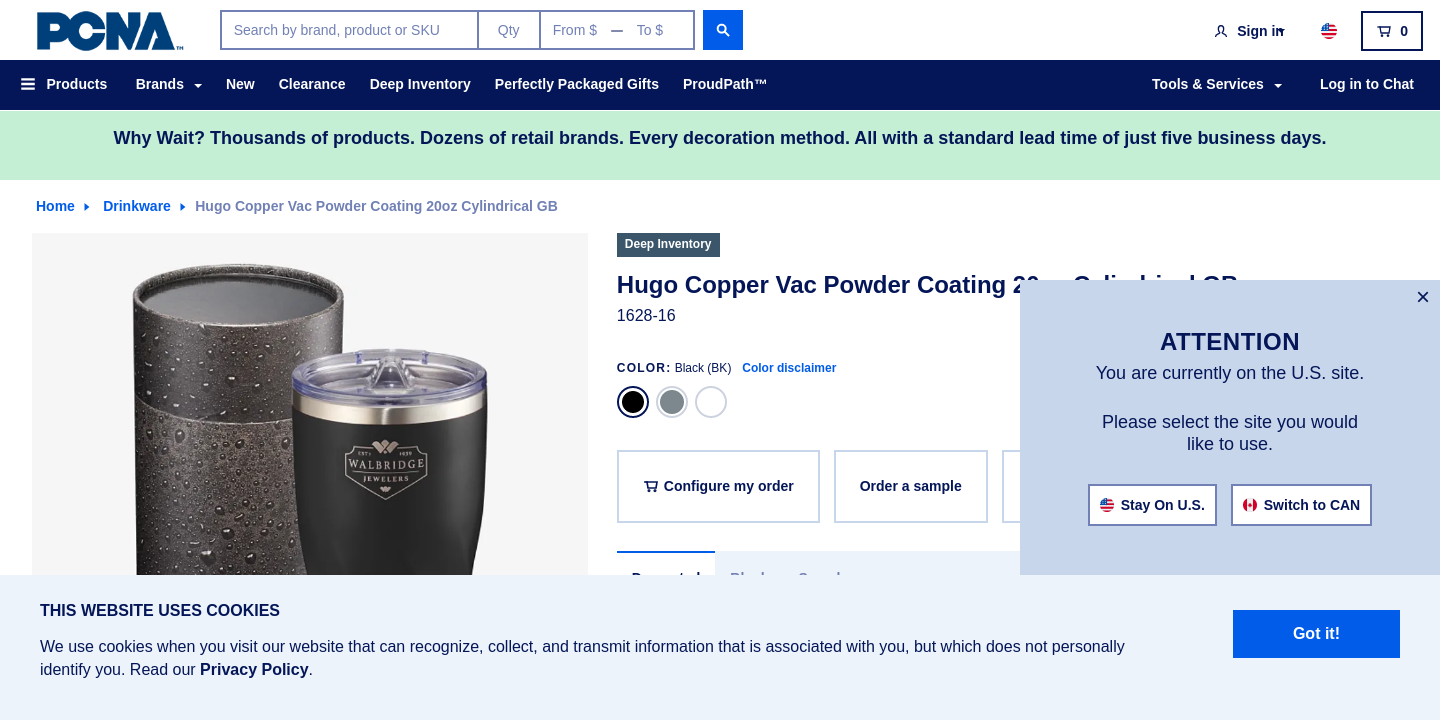 PCNA™
Search by brand, product or SKU
Qty
From $ — To $
Sign in
0
Products
Brands
New
Clearance
Deep Inventory
Perfectly Packaged Gifts
ProudPath™
Tools & Services
Log in to Chat
Why Wait? Thousands of products. Dozens of retail brands. Every decoration method. All with a standard lead time of just five business days.
Home
Drinkware
Hugo Copper Vac Powder Coating 20oz Cylindrical GB
EST 1939
WALBRIDGE
JEWELERS
Deep Inventory
Hugo Copper Vac Powder Coating 20oz Cylindrical GB
1628-16
COLOR: Black (BK) Color disclaimer
Configure my order
Order a sample
×
ATTENTION
You are currently on the U.S. site.
Please select the site you would
like to use.
Stay On U.S.
Switch to CAN
THIS WEBSITE USES COOKIES
We use cookies when you visit our website that can recognize, collect, and transmit information that is associated with you, but which does not personally
identify you. Read our Privacy Policy.
Got it!